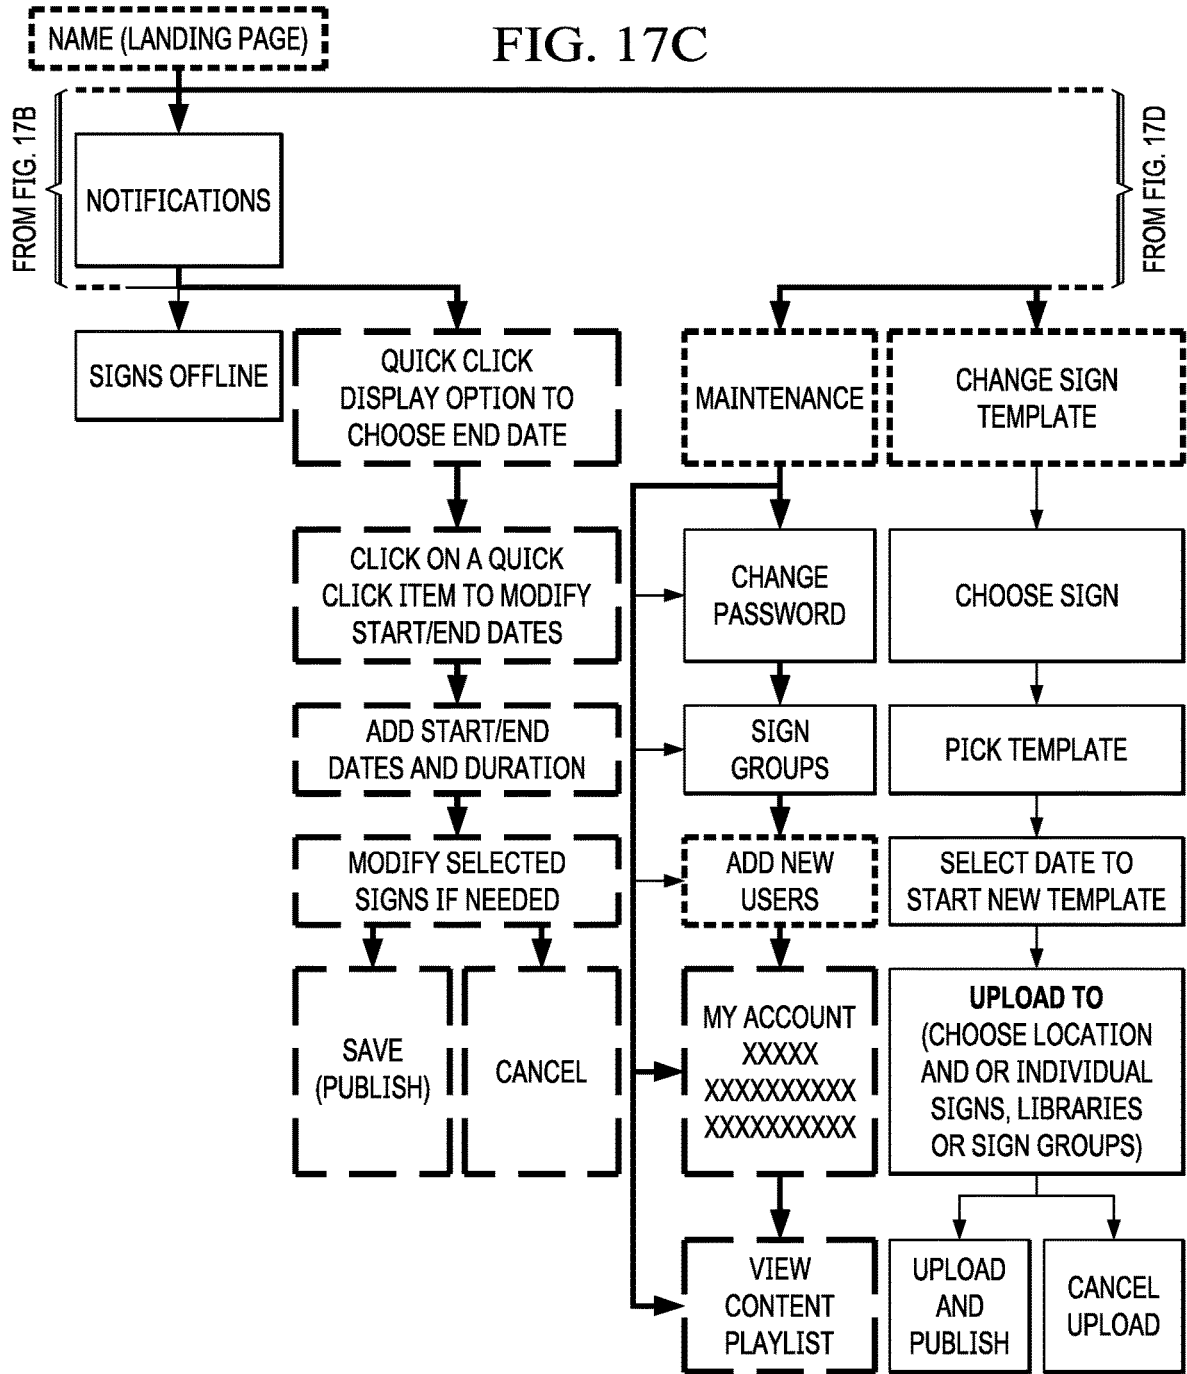 FIG. 17C
NAME (LANDING PAGE)
FROM FIG. 17B
FROM FIG. 17D
NOTIFICATIONS
SIGNS OFFLINE
QUICK CLICK
DISPLAY OPTION TO
CHOOSE END DATE
CLICK ON A QUICK
CLICK ITEM TO MODIFY
START/END DATES
ADD START/END
DATES AND DURATION
MODIFY SELECTED
SIGNS IF NEEDED
SAVE
(PUBLISH)
CANCEL
MAINTENANCE
CHANGE
PASSWORD
SIGN
GROUPS
ADD NEW
USERS
MY ACCOUNT
XXXXX
XXXXXXXXXX
XXXXXXXXXX
VIEW
CONTENT
PLAYLIST
CHANGE SIGN
TEMPLATE
CHOOSE SIGN
PICK TEMPLATE
SELECT DATE TO
START NEW TEMPLATE
UPLOAD TO
(CHOOSE LOCATION
AND OR INDIVIDUAL
SIGNS, LIBRARIES
OR SIGN GROUPS)
UPLOAD
AND
PUBLISH
CANCEL
UPLOAD